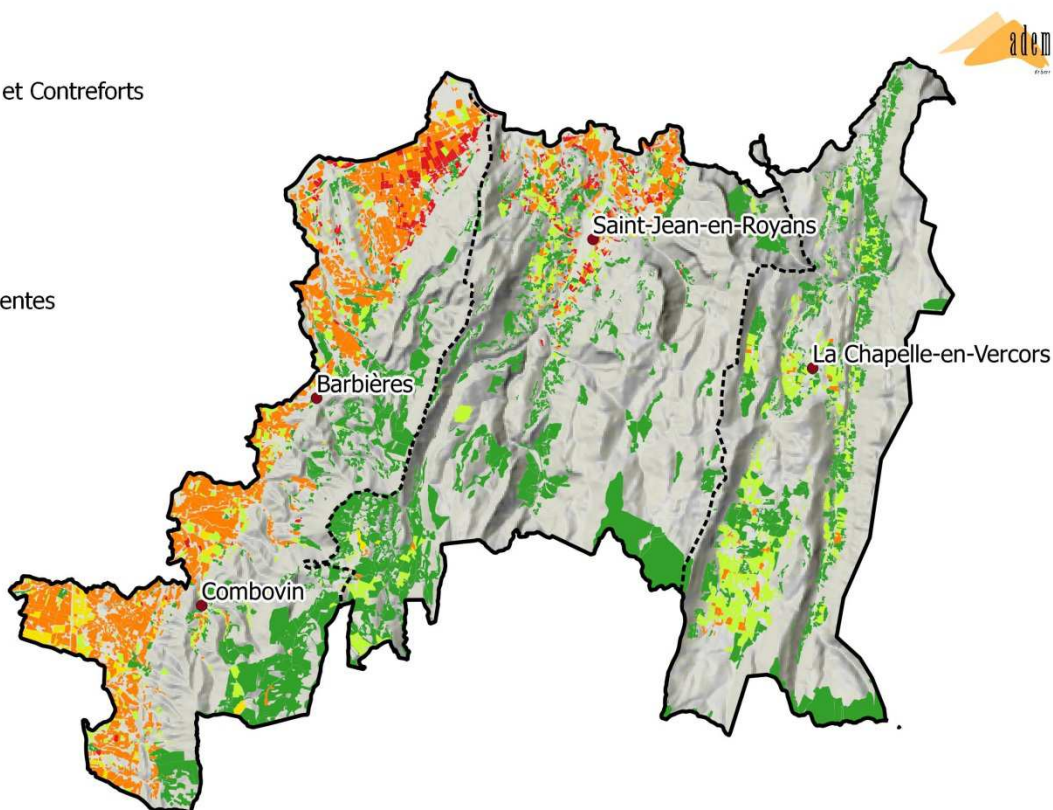 adem
et Contreforts
Saint-Jean-en-Royans
entes
La Chapelle-en-Vercors
Barbières
Combovin